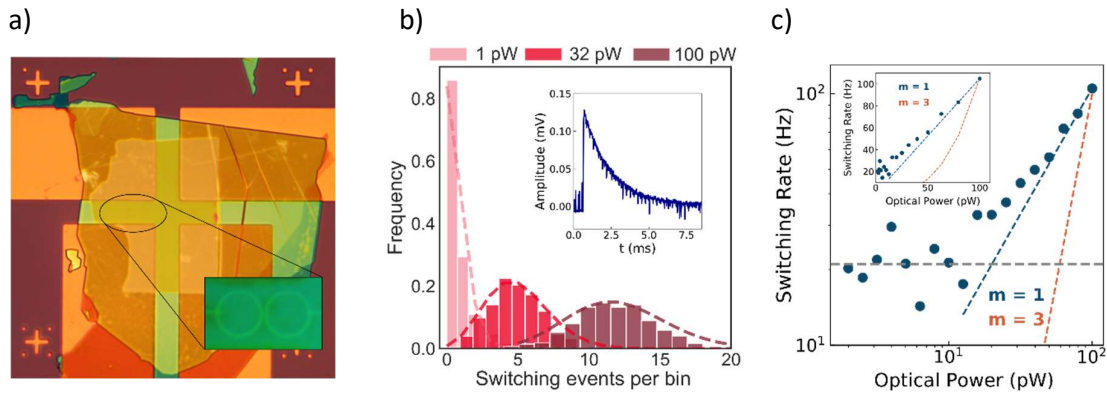 a)
b)
c)
1 pW 32 pW 100 pW
Frequency
0.8
0.6
0.4
0.2
0.0
0 5 10 15 20
Switching events per bin
Amplitude (mV)
0.15
0.10
0.05
0.00
0.0 2.5 5.0 7.5
t (ms)
Switching Rate (Hz)
10²
10¹
10¹ 10²
Optical Power (pW)
m = 1
m = 3
Switching Rate (Hz)
100
80
60
40
20
0 50 100
Optical Power (pW)
m = 1
m = 3